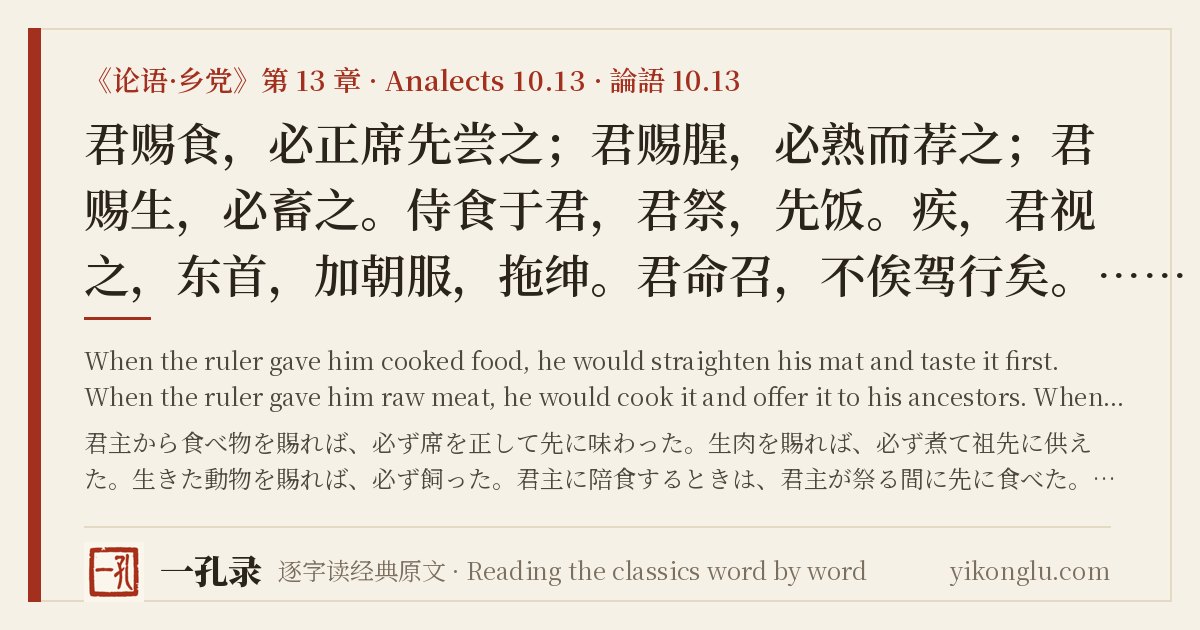 《论语·乡党》第 13 章 · Analects 10.13 · 論語 10.13
君赐食，必正席先尝之；君赐腥，必熟而荐之；君
赐生，必畜之。侍食于君，君祭，先饭。疾，君视
之，东首，加朝服，拖绅。君命召，不俟驾行矣。……
When the ruler gave him cooked food, he would straighten his mat and taste it first.
When the ruler gave him raw meat, he would cook it and offer it to his ancestors. When...
君主から食べ物を賜れば、必ず席を正して先に味わった。生肉を賜れば、必ず煮て祖先に供え
た。生きた動物を賜れば、必ず飼った。君主に陪食するときは、君主が祭る間に先に食べた。…
一孔 一孔录 逐字读经典原文 · Reading the classics word by word yikonglu.com